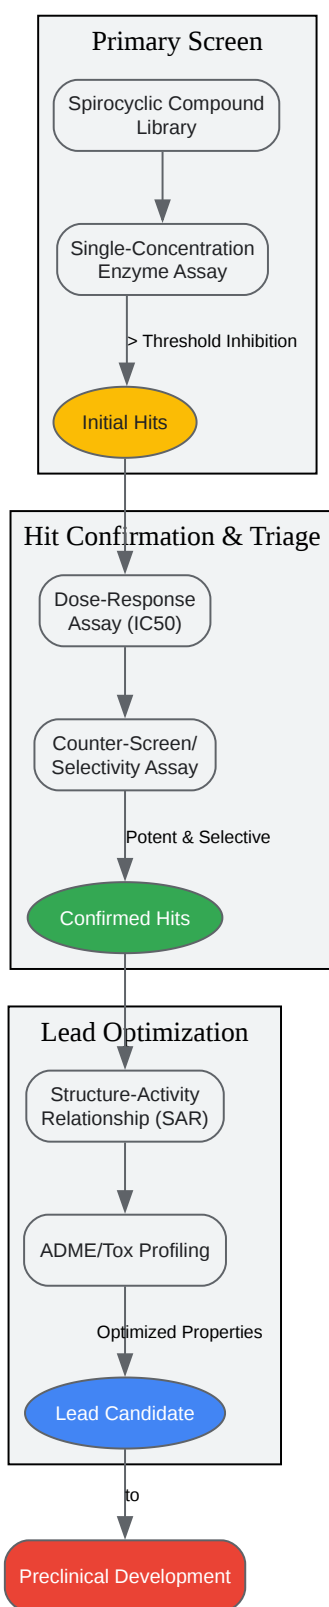 Primary Screen
Spirocyclic Compound
Library
Single-Concentration
Enzyme Assay
> Threshold Inhibition
Initial Hits
Hit Confirmation & Triage
Dose-Response
Assay (IC50)
Counter-Screen/
Selectivity Assay
Potent & Selective
Confirmed Hits
Lead Optimization
Structure-Activity
Relationship (SAR)
ADME/Tox Profiling
Optimized Properties
Lead Candidate
to
Preclinical Development